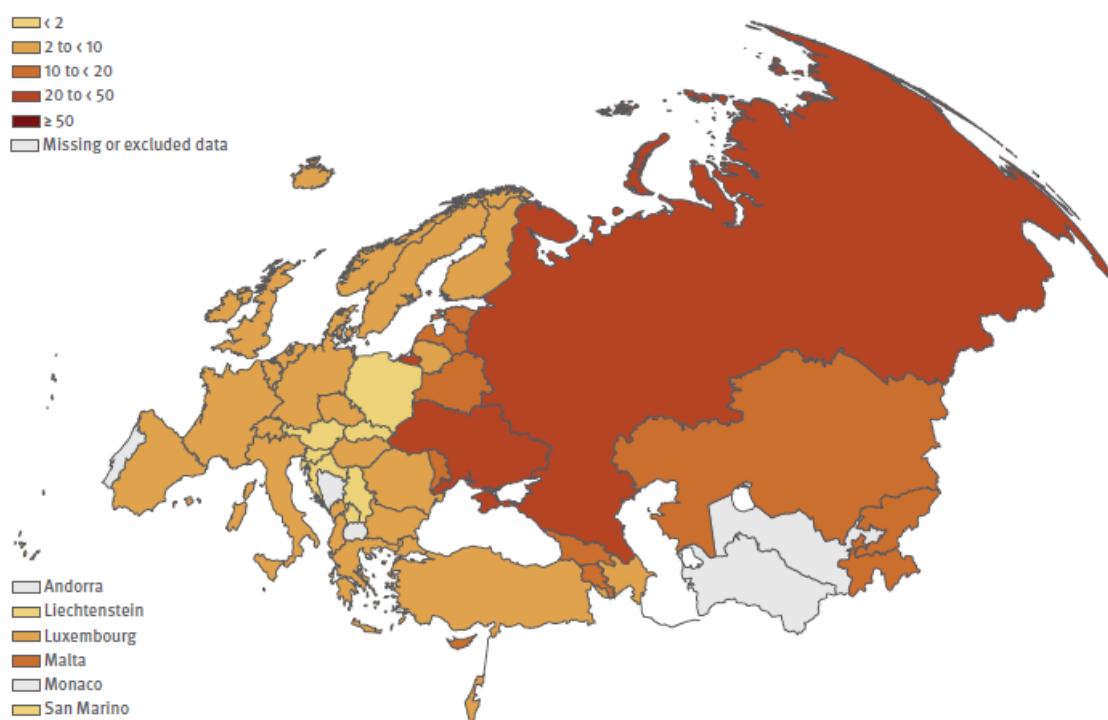 < 2
2 to < 10
10 to < 20
20 to < 50
≥ 50
Missing or excluded data
Andorra
Liechtenstein
Luxembourg
Malta
Monaco
San Marino